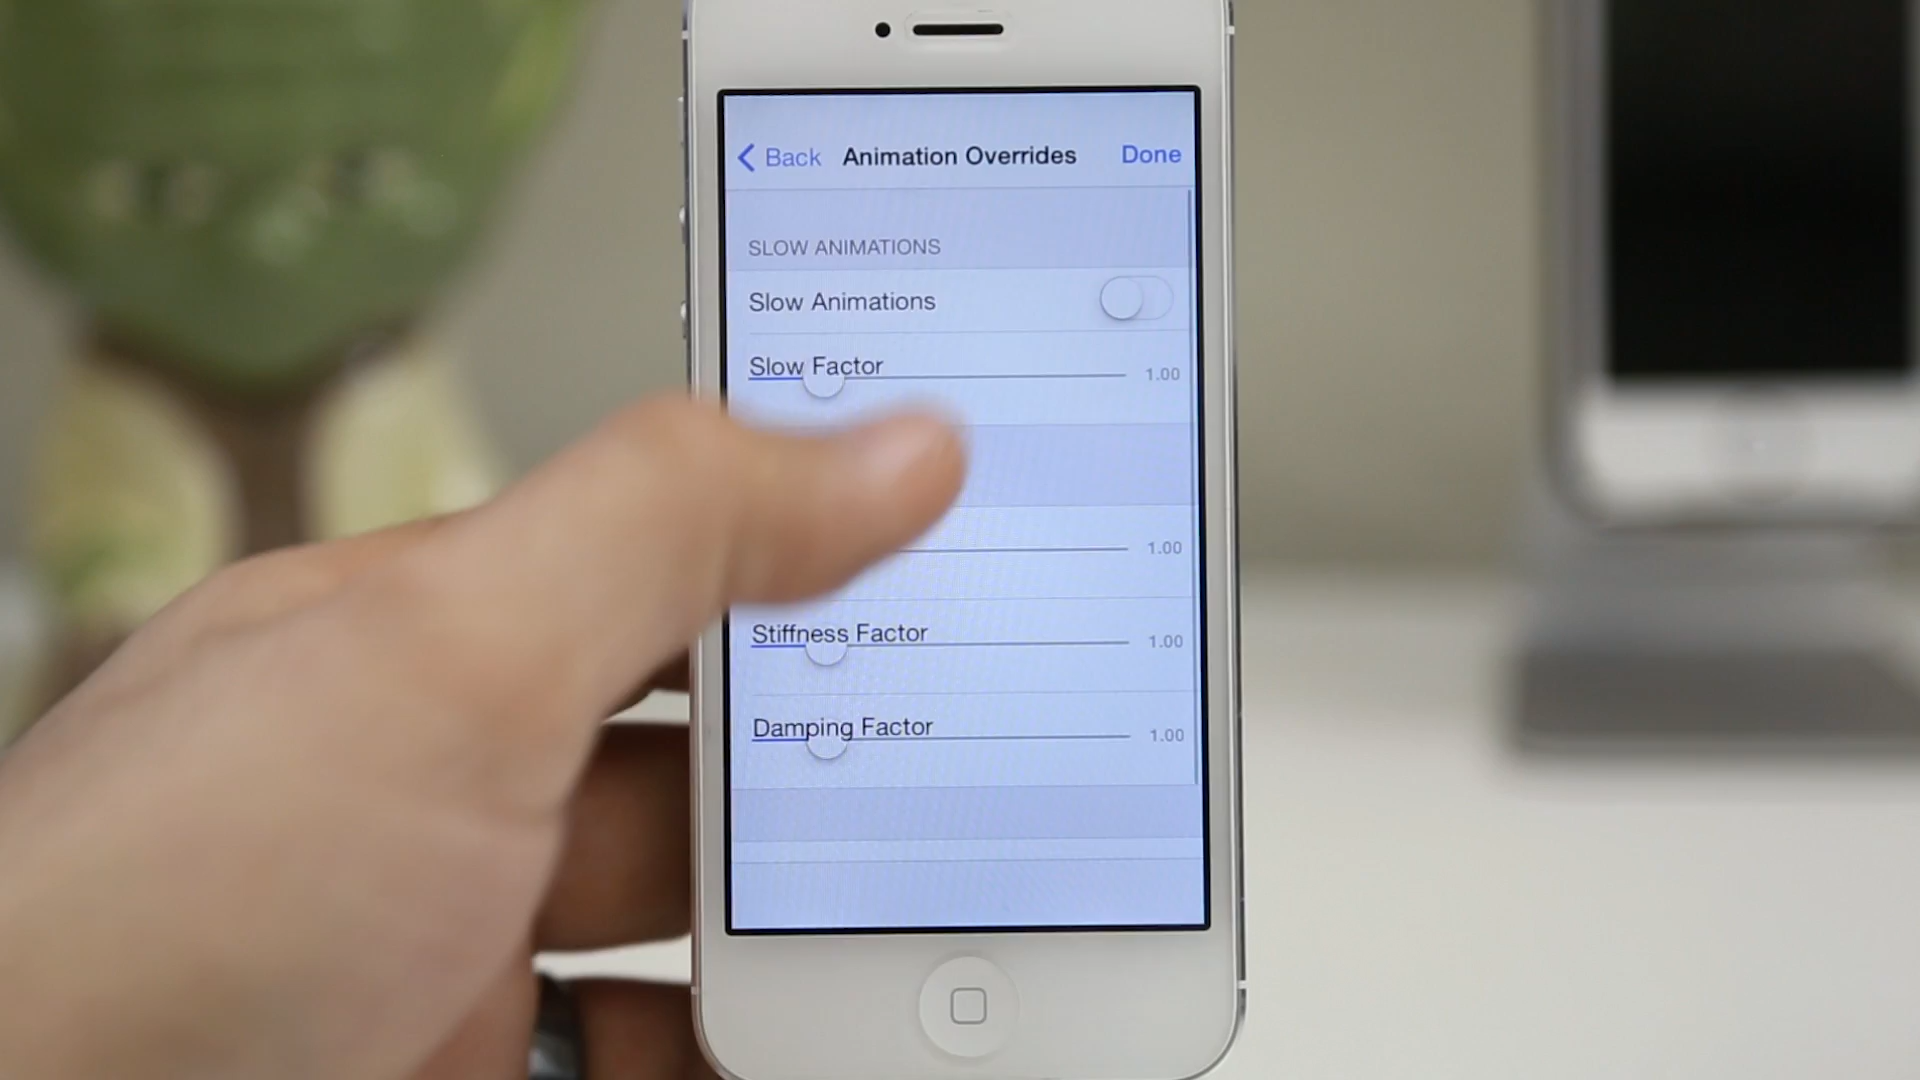 Back Animation Overrides Done
SLOW ANIMATIONS
Slow Animations
Slow Factor 1.00
1.00
Stiffness Factor 1.00
Damping Factor 1.00